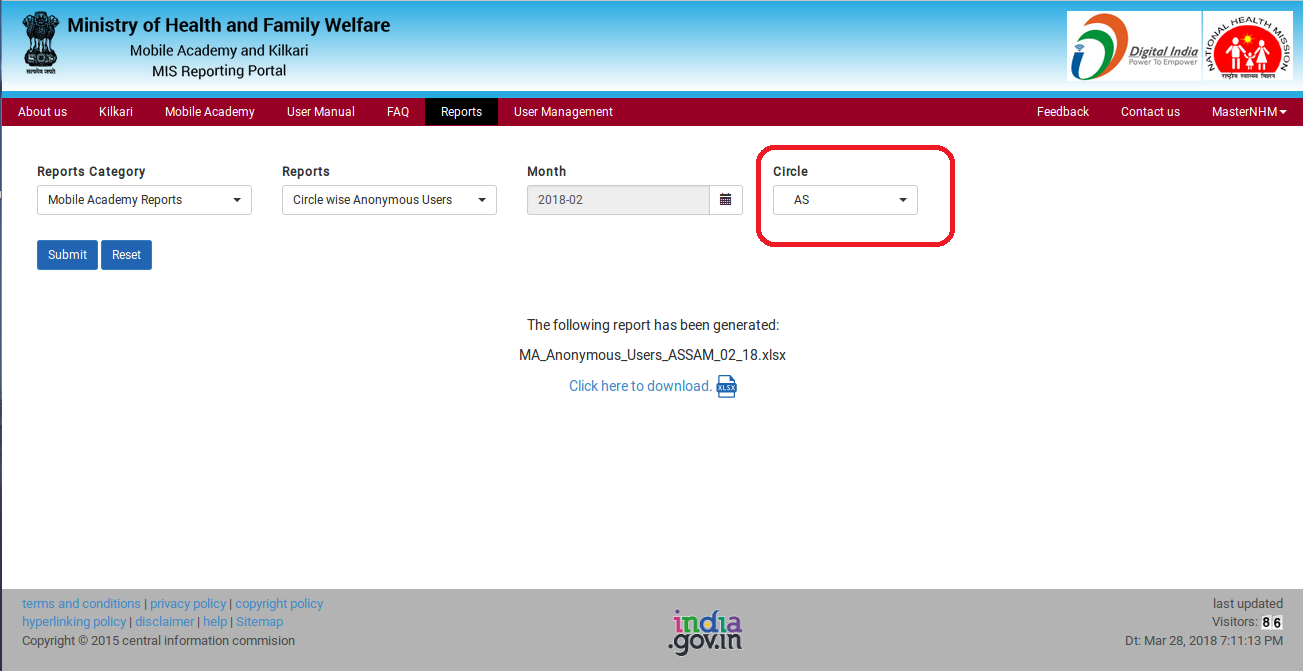 Ministry of Health and Family Welfare
Mobile Academy and Kilkari
MIS Reporting Portal
सत्यमेव जयते
Digital India
Power To Empower
NATIONAL HEALTH MISSION
राष्ट्रीय स्वास्थ्य मिशन
About us Kilkari Mobile Academy User Manual FAQ Reports User Management Feedback Contact us MasterNHM
Reports Category Reports Month Circle
Mobile Academy Reports Circle wise Anonymous Users 2018-02 AS
Submit Reset
The following report has been generated:
MA_Anonymous_Users_ASSAM_02_18.xlsx
Click here to download. XLSX
terms and conditions | privacy policy | copyright policy
hyperlinking policy | disclaimer | help | Sitemap
Copyright © 2015 central information commision
india
.gov.in
last updated
Visitors: 86
Dt: Mar 28, 2018 7:11:13 PM